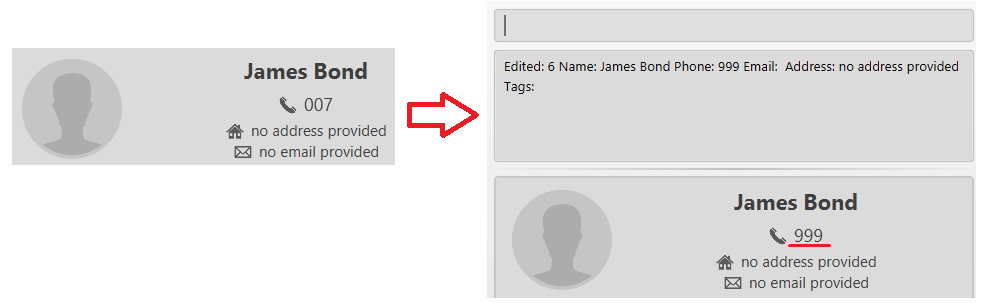 James Bond
007
no address provided
no email provided
Edited: 6 Name: James Bond Phone: 999 Email:  Address: no address provided
Tags:
James Bond
999
no address provided
no email provided